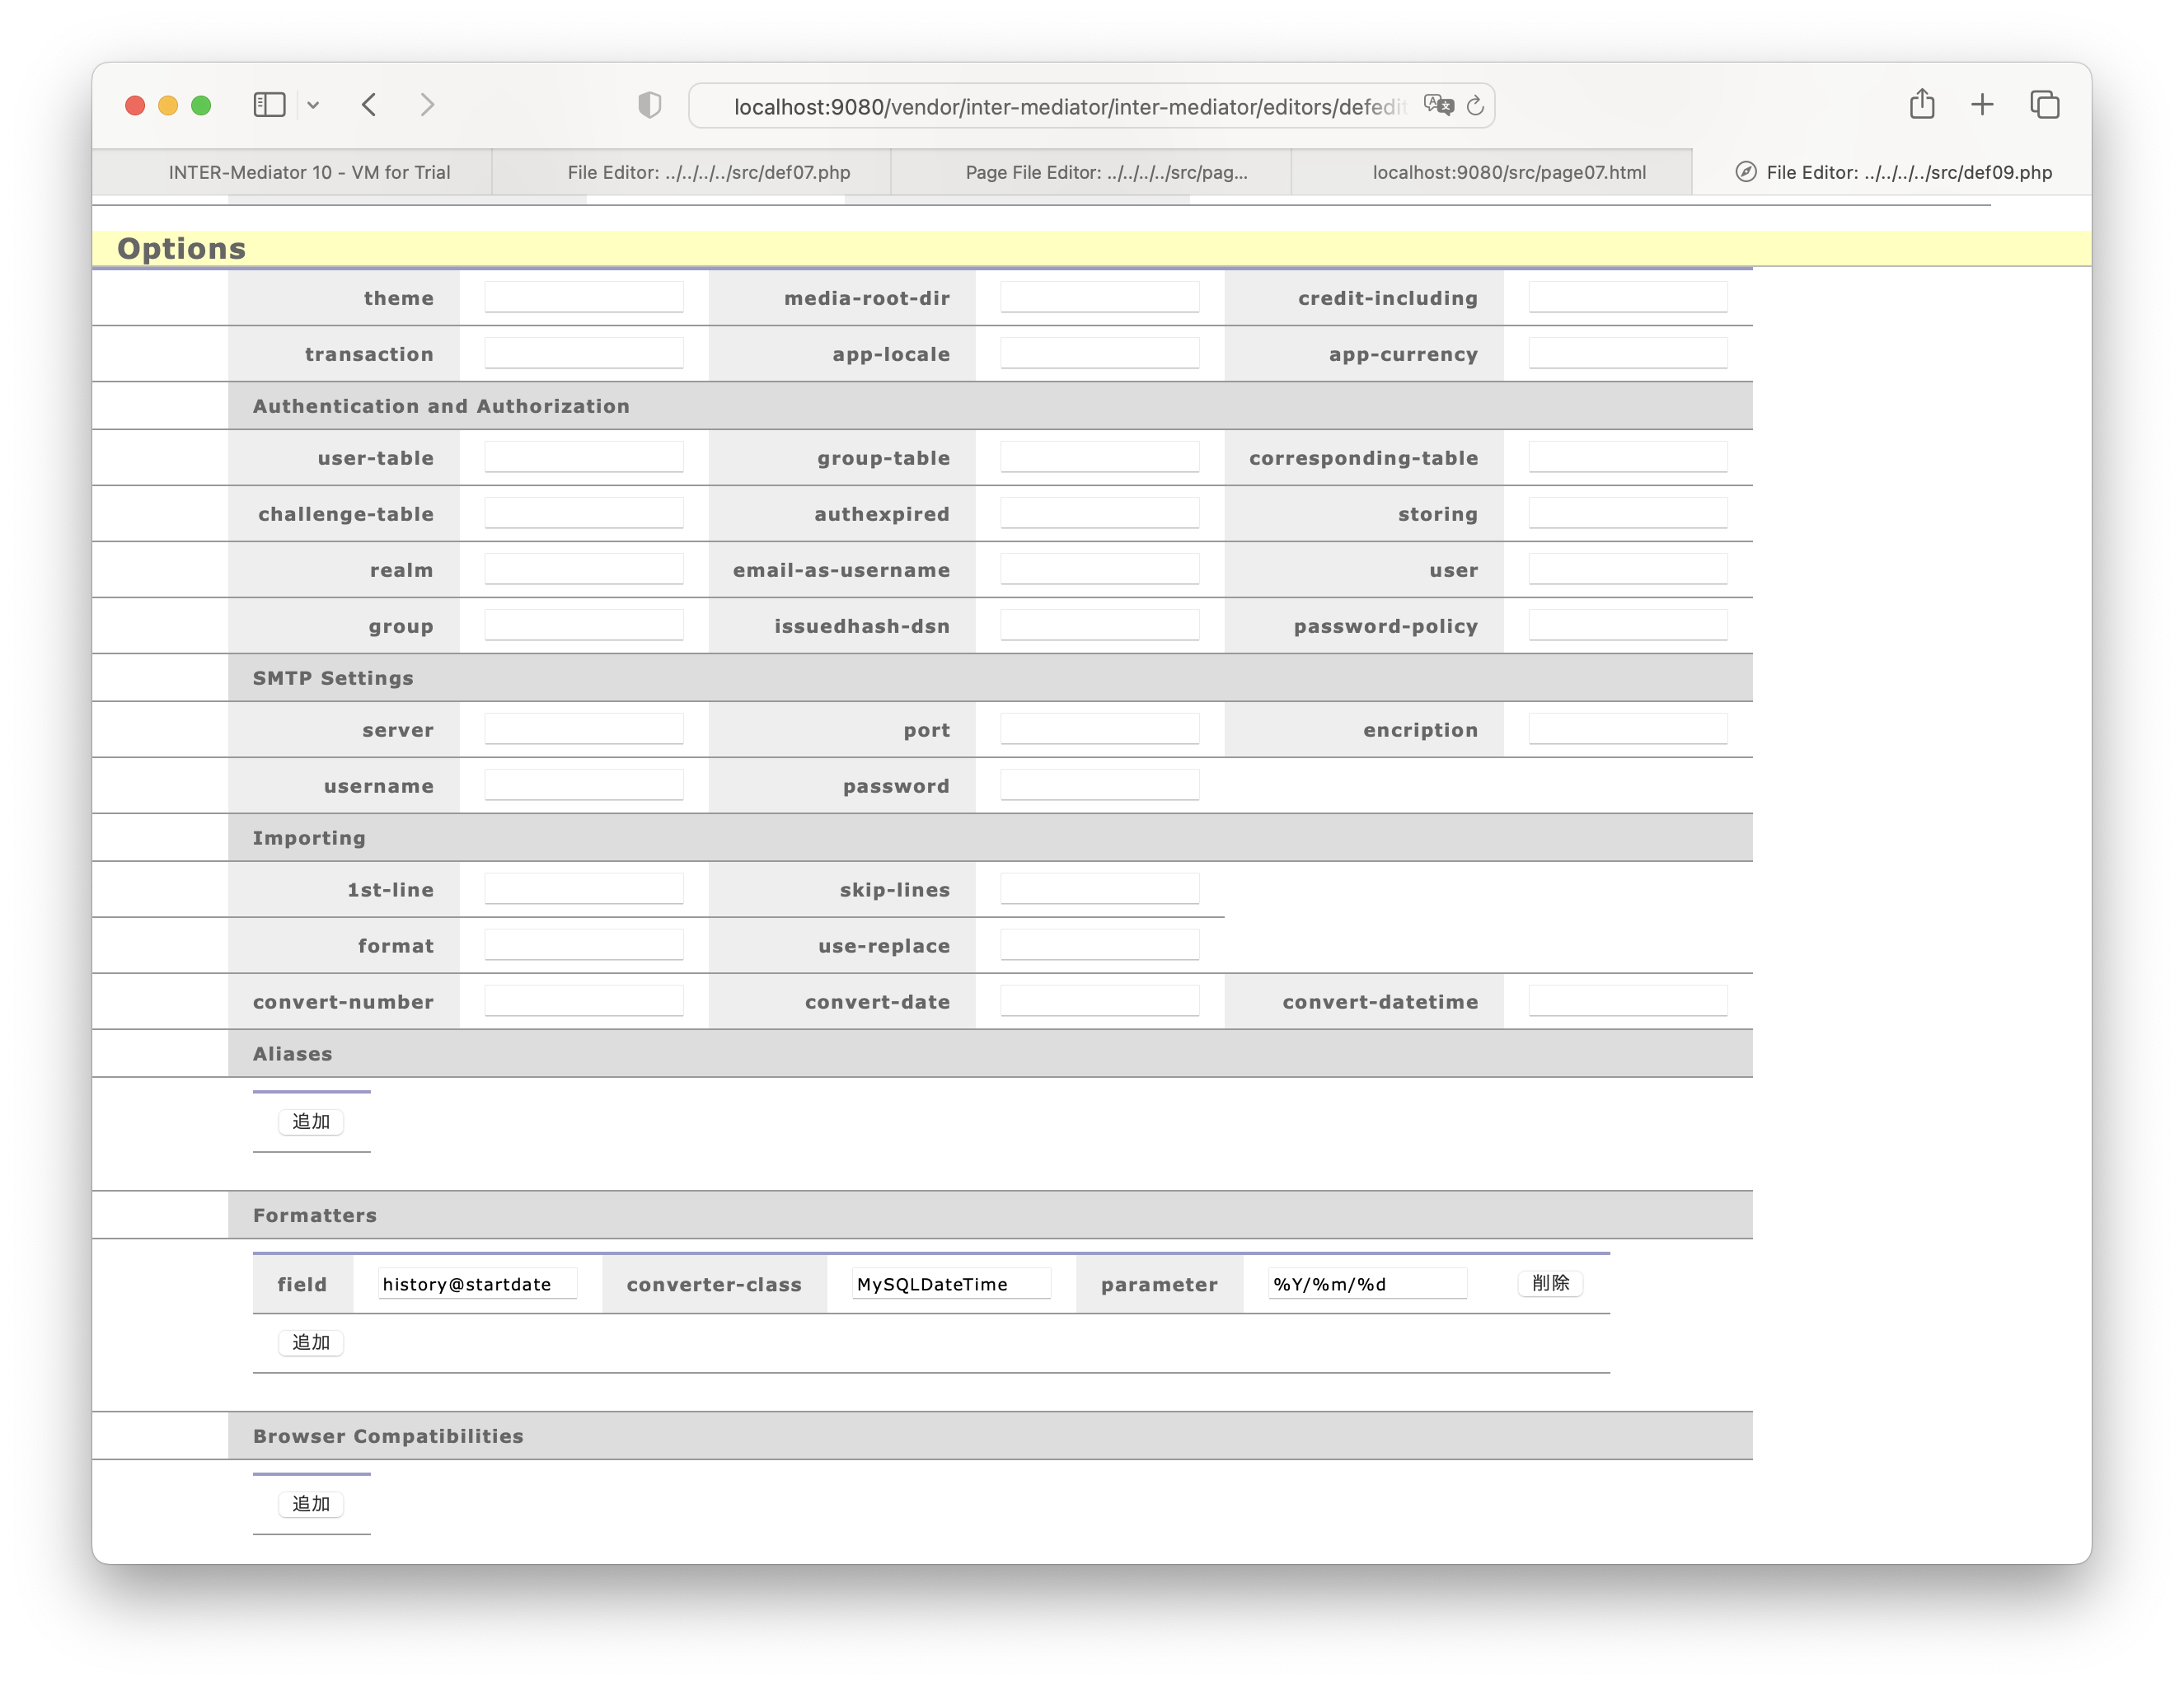 localhost:9080/vendor/inter-mediator/inter-mediator/editors/defedit
INTER-Mediator 10 - VM for Trial
File Editor: ../../../../src/def07.php
Page File Editor: ../../../../src/pag...
localhost:9080/src/page07.html
File Editor: ../../../../src/def09.php
Options
theme media-root-dir credit-including
transaction app-locale app-currency
Authentication and Authorization
user-table group-table corresponding-table
challenge-table authexpired storing
realm email-as-username user
group issuedhash-dsn password-policy
SMTP Settings
server port encription
username password
Importing
1st-line skip-lines
format use-replace
convert-number convert-date convert-datetime
Aliases
追加
Formatters
field history@startdate converter-class MySQLDateTime parameter %Y/%m/%d 削除
追加
Browser Compatibilities
追加